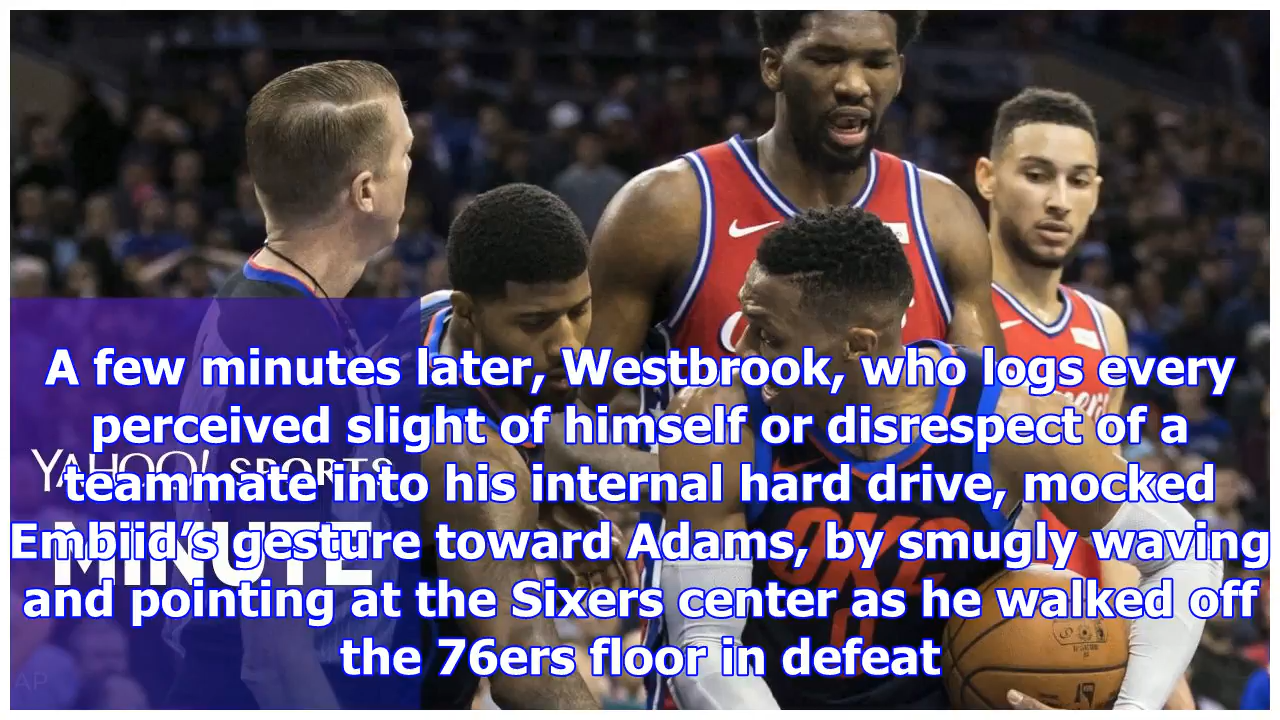 A few minutes later, Westbrook, who logs every
perceived slight of himself or disrespect of a
teammate into his internal hard drive, mocked
Embiid's gesture toward Adams, by smugly waving
and pointing at the Sixers center as he walked off
the 76ers floor in defeat
YAHOO! SPORTS
MINUTE
OKC
AP